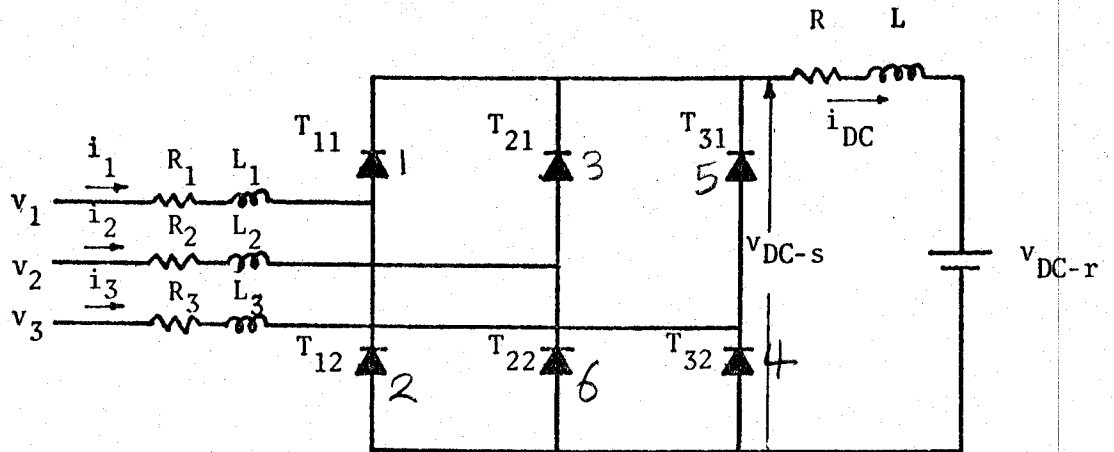 R L
T11 T21 T31
i1 R1 L1
1 3 5
iDC
v1
i2 R2 L2
v2
vDC-s
vDC-r
i3 R3 L3
v3
T12 T22 T32
2 6 4